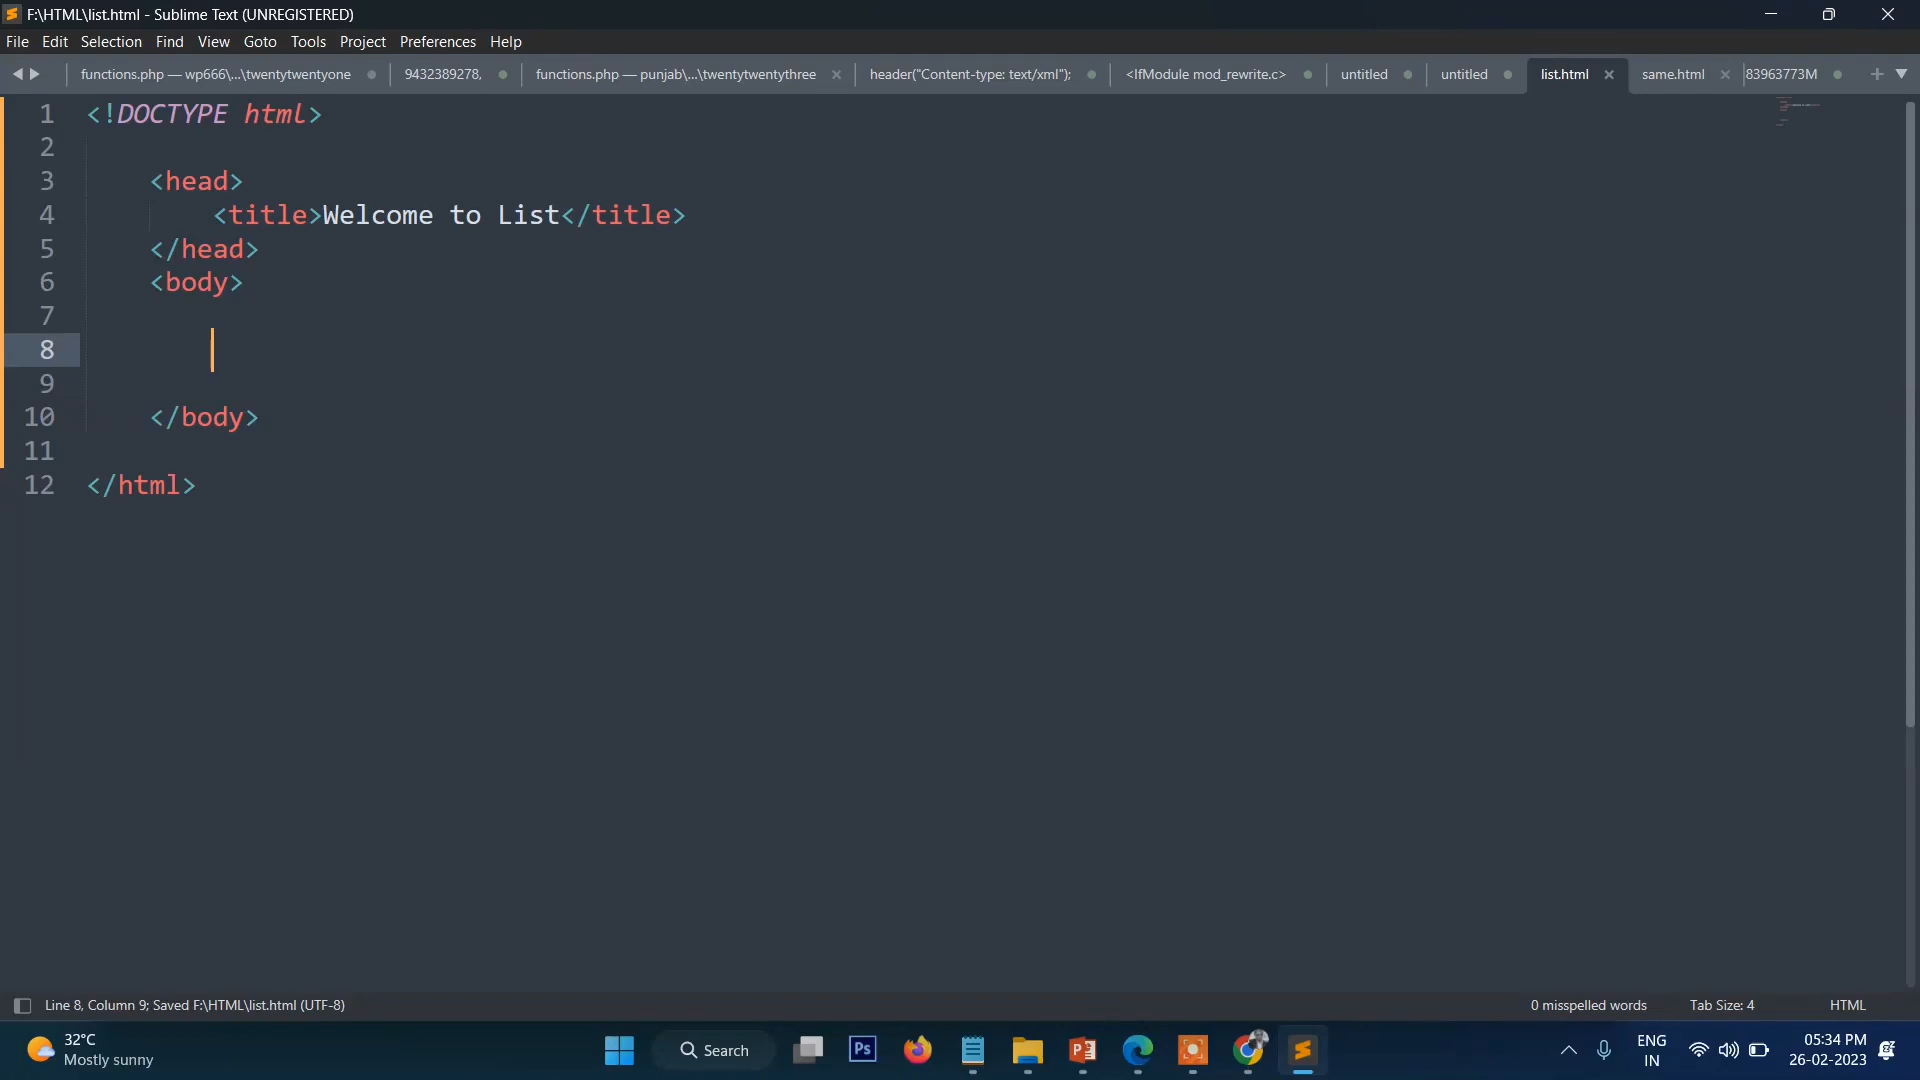 F:\HTML\list.html - Sublime Text (UNREGISTERED)
File Edit Selection Find View Goto Tools Project Preferences Help
functions.php — wp666\...\twentytwentyone 9432389278, functions.php — punjab\...\twentytwentythree header("Content-type: text/xml"); <IfModule mod_rewrite.c> untitled untitled list.html same.html 83963773M
1 <!DOCTYPE html>
2
3 <head>
4 <title>Welcome to List</title>
5 </head>
6 <body>
7
8
9
10 </body>
11
12 </html>
Line 8, Column 9; Saved F:\HTML\list.html (UTF-8) 0 misspelled words Tab Size: 4 HTML
32°C
Mostly sunny
Ps
Search
ENG
IN
05:34 PM
26-02-2023